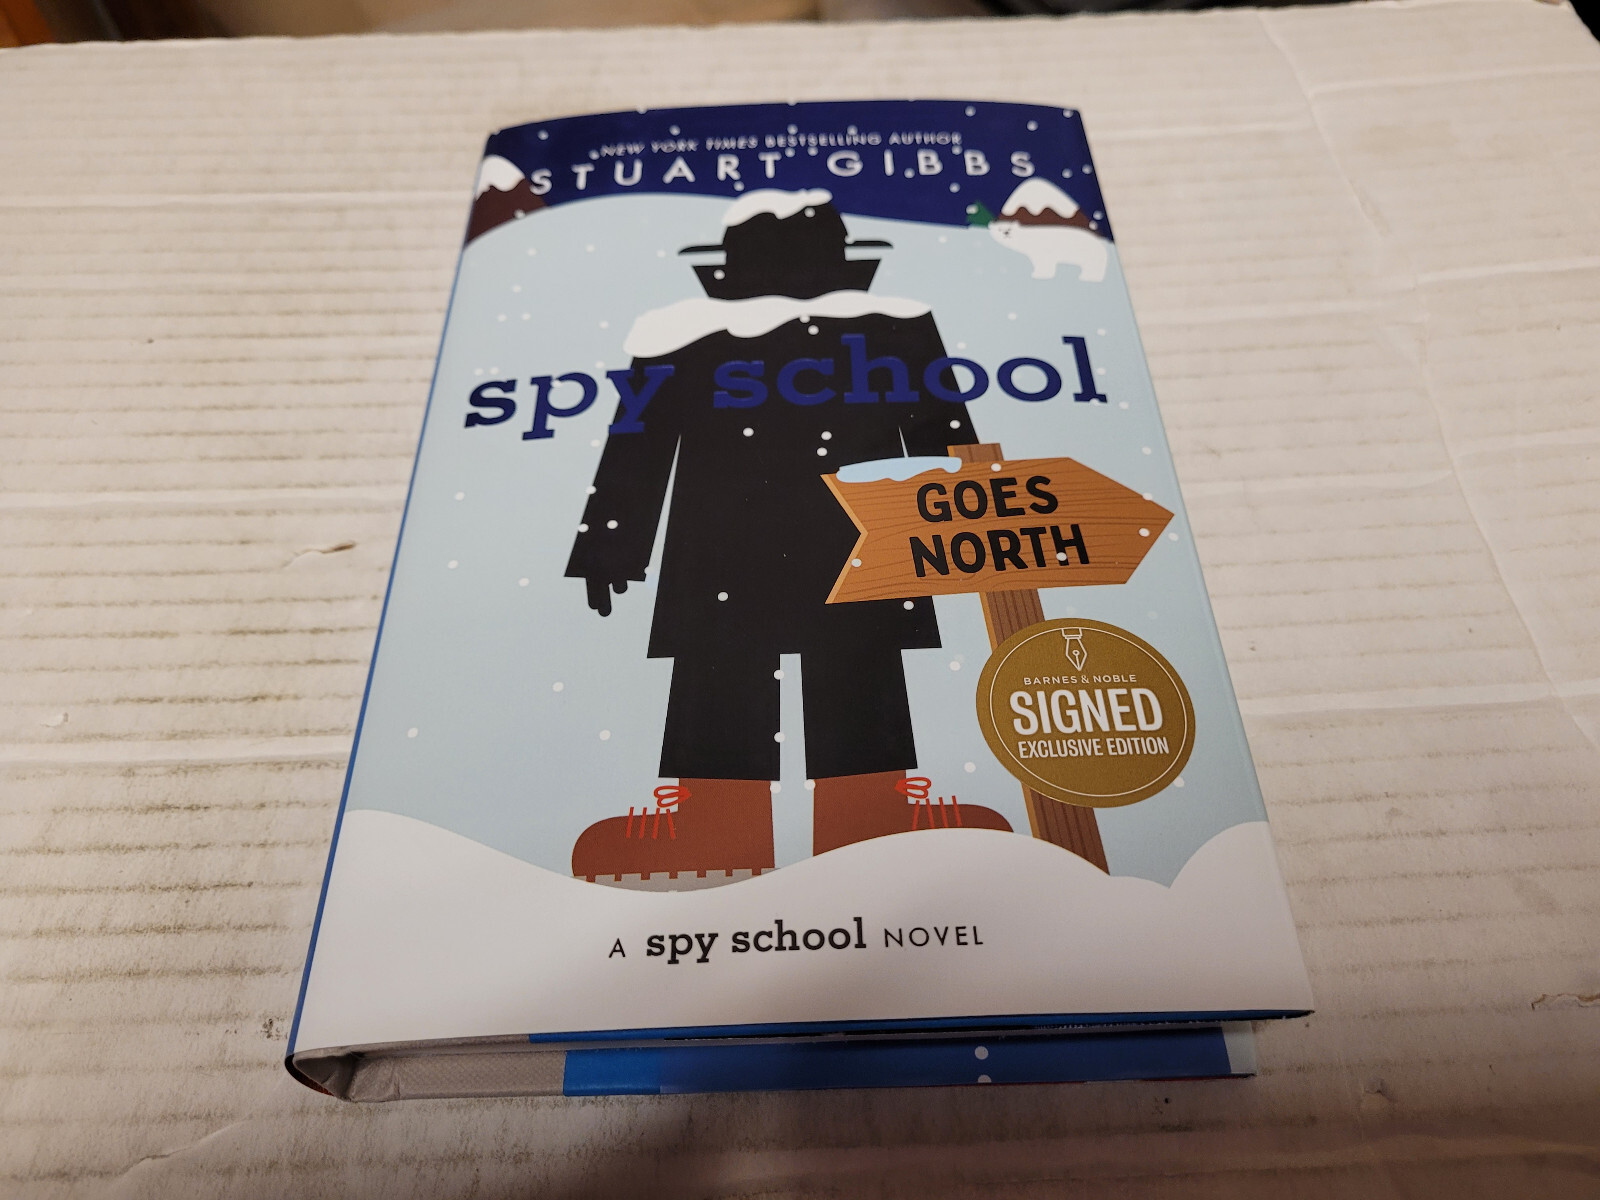 NEW YORK TIMES BESTSELLING AUTHOR
STUART GIBBS
spy school
GOES
NORTH
BARNES & NOBLE
SIGNED
EXCLUSIVE EDITION
A spy school NOVEL